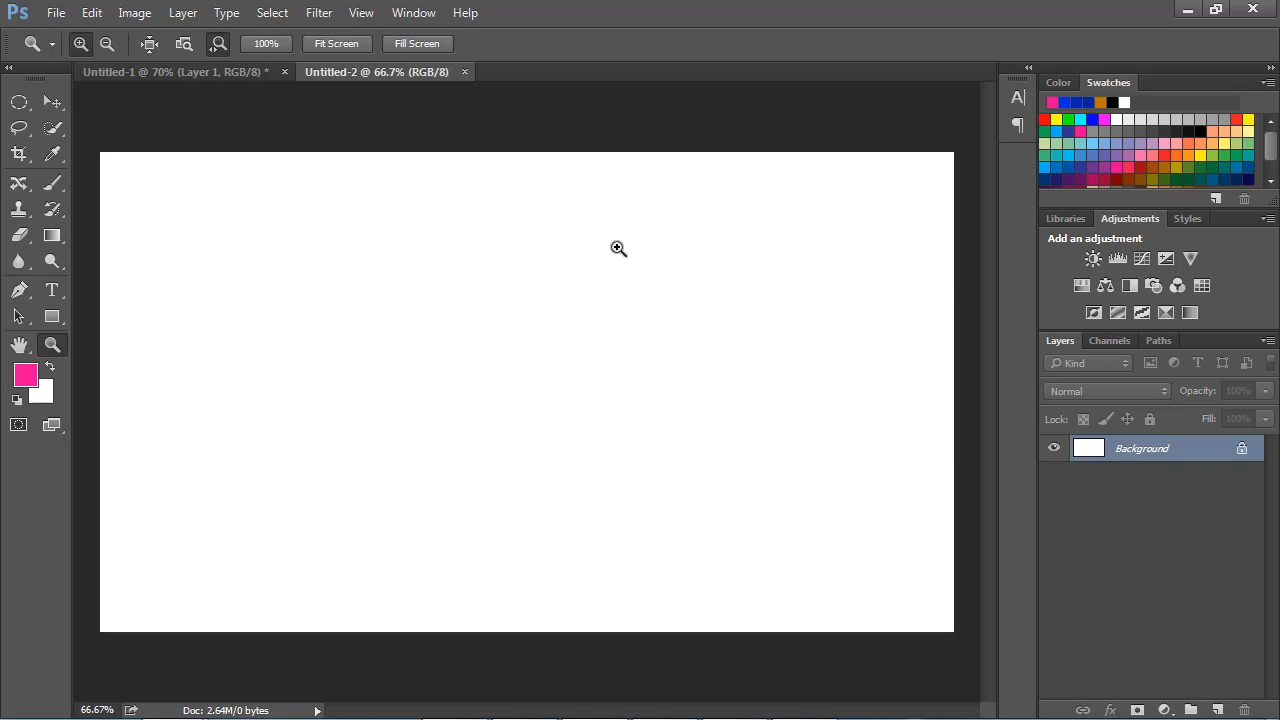 Ps File Edit Image Layer Type Select Filter View Window Help
100% Fit Screen Fill Screen
Untitled-1 @ 70% (Layer 1, RGB/8) * × Untitled-2 @ 66.7% (RGB/8) ×
Color Swatches
Libraries Adjustments Styles
Add an adjustment
Layers Channels Paths
Kind
Normal Opacity: 100%
Lock: Fill: 100%
Background
66.67% Doc: 2.64M/0 bytes